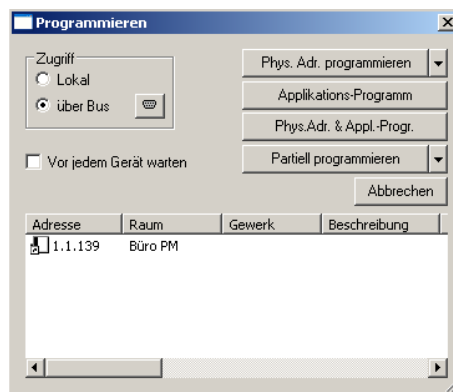 Programmieren
Zugriff
Lokal
über Bus
Vor jedem Gerät warten
Phys. Adr. programmieren
Applikations-Programm
Phys.Adr. & Appl.-Progr.
Partiell programmieren
Abbrechen
Adresse Raum Gewerk Beschreibung
1.1.139 Büro PM